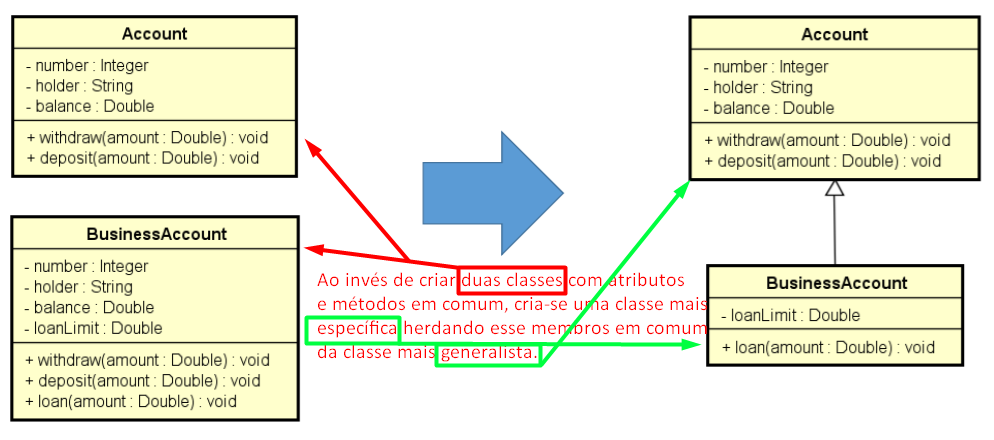 Account
- number : Integer
- holder : String
- balance : Double
+ withdraw(amount : Double) : void
+ deposit(amount : Double) : void
BusinessAccount
- number : Integer
- holder : String
- balance : Double
- loanLimit : Double
+ withdraw(amount : Double) : void
+ deposit(amount : Double) : void
+ loan(amount : Double) : void
Ao invés de criar duas classes com atributos
e métodos em comum, cria-se uma classe mais
específica herdando esse membros em comum
da classe mais generalista.
Account
- number : Integer
- holder : String
- balance : Double
+ withdraw(amount : Double) : void
+ deposit(amount : Double) : void
BusinessAccount
- loanLimit : Double
+ loan(amount : Double) : void